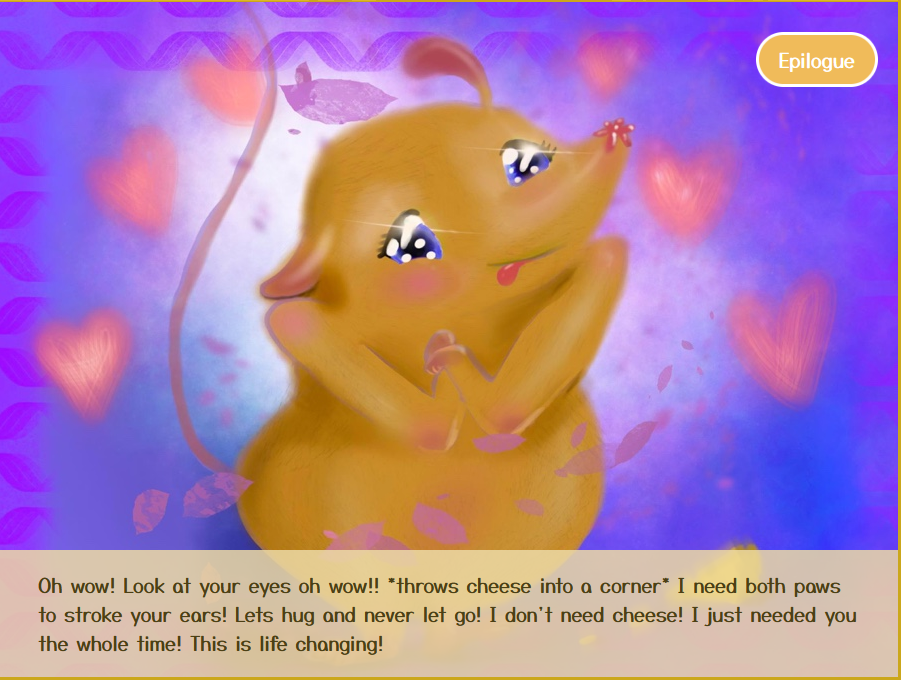 Epilogue
Oh wow! Look at your eyes oh wow!! *throws cheese into a corner* I need both paws
to stroke your ears! Lets hug and never let go! I don't need cheese! I just needed you
the whole time! This is life changing!